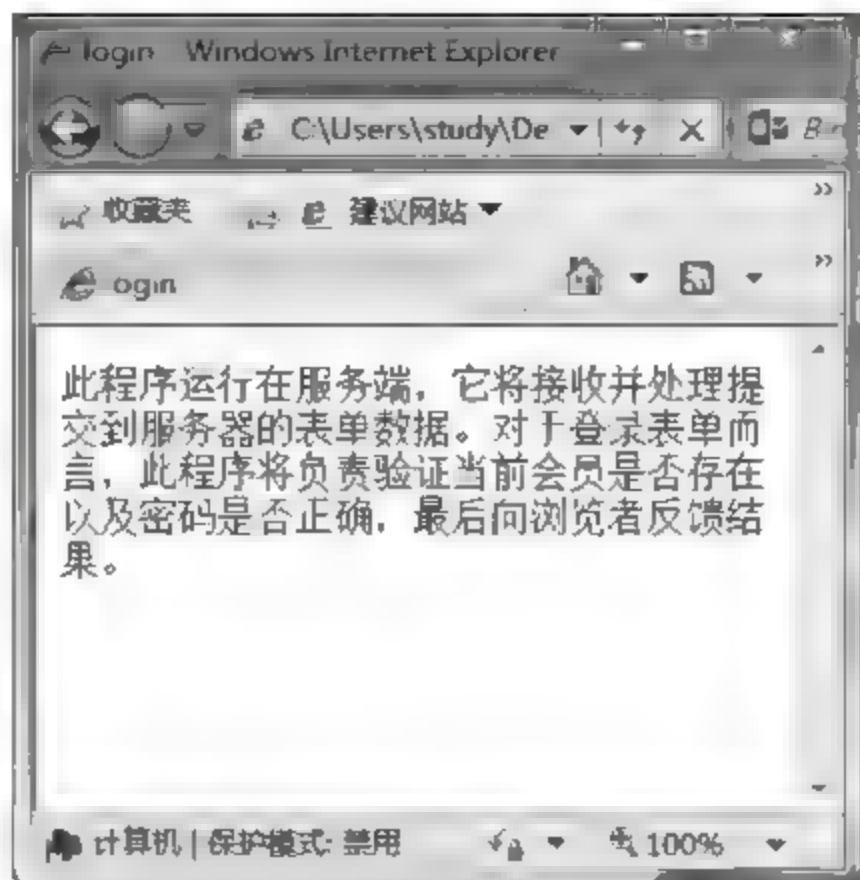 login Windows Internet Explorer
C:\Users\study\De
收藏夹 建议网站
ogin
此程序运行在服务端，它将接收并处理提
交到服务器的表单数据。对于登录表单而
言，此程序将负责验证当前会员是否存在
以及密码是否正确，最后向浏览者反馈结
果。
计算机 | 保护模式: 禁用 100%